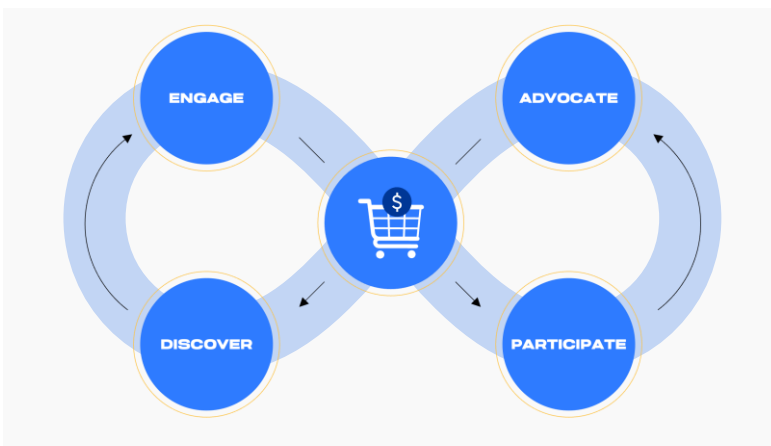 ENGAGE
ADVOCATE
$
DISCOVER
PARTICIPATE